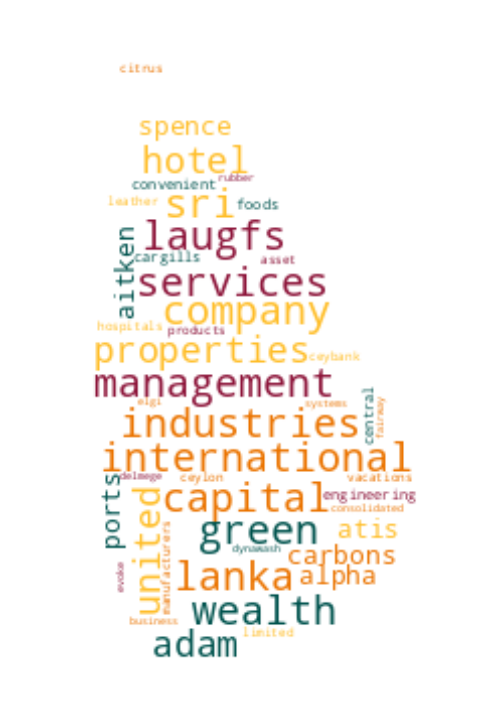 citrus
spence
hotel
rubber
convenient
leather
sri
foods
laugfs
aitken
cargills
asset
services
company
hospitals
products
properties
ceybank
management
elgi
systems
central
fairway
industries
international
delmege
ceylon
vacations
ports
united
capital
engineering
consolidated
green
atis
manufacturers
dynawash
carbons
evoke
lanka
alpha
wealth
business
limited
adam